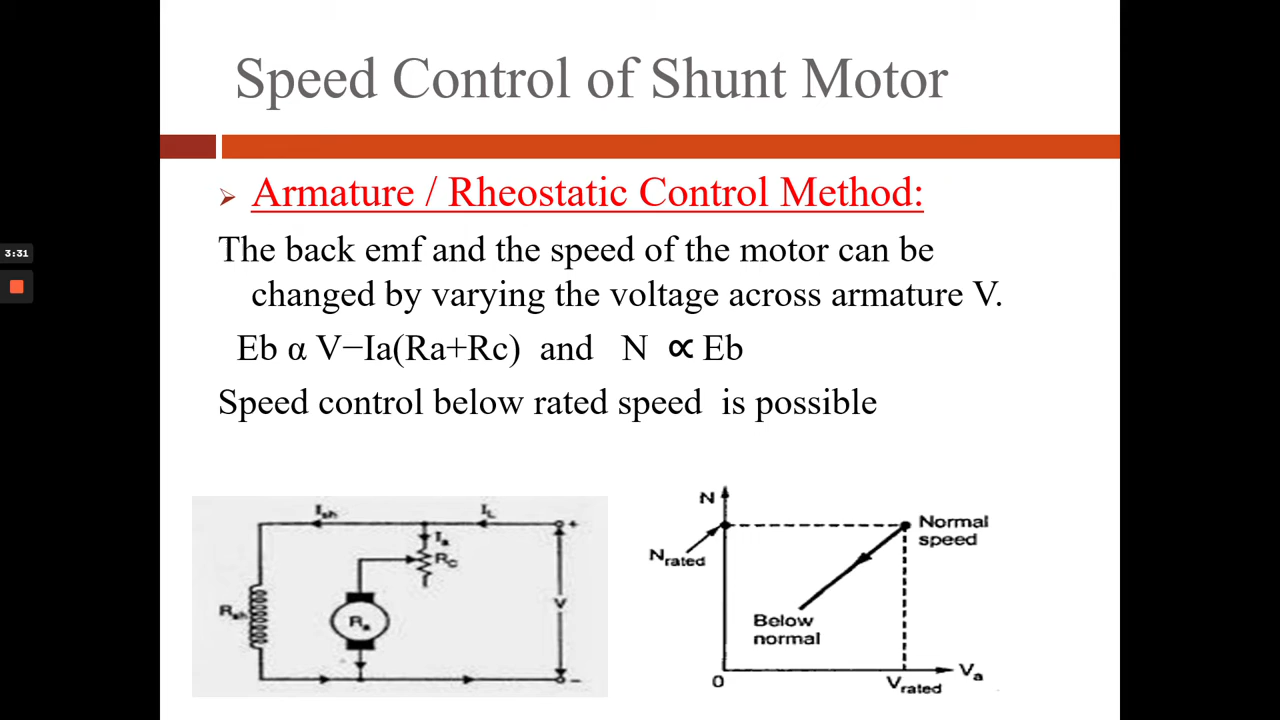 Speed Control of Shunt Motor
3:31
➢ Armature / Rheostatic Control Method:
The back emf and the speed of the motor can be
changed by varying the voltage across armature V.
Eb α V−Ia(Ra+Rc) and N ∝ Eb
Speed control below rated speed is possible
Ish
IL
+
Ia
Rc
Rsh
Ra
V
−
N
Nrated
Normal
speed
Below
normal
0
Vrated
Va